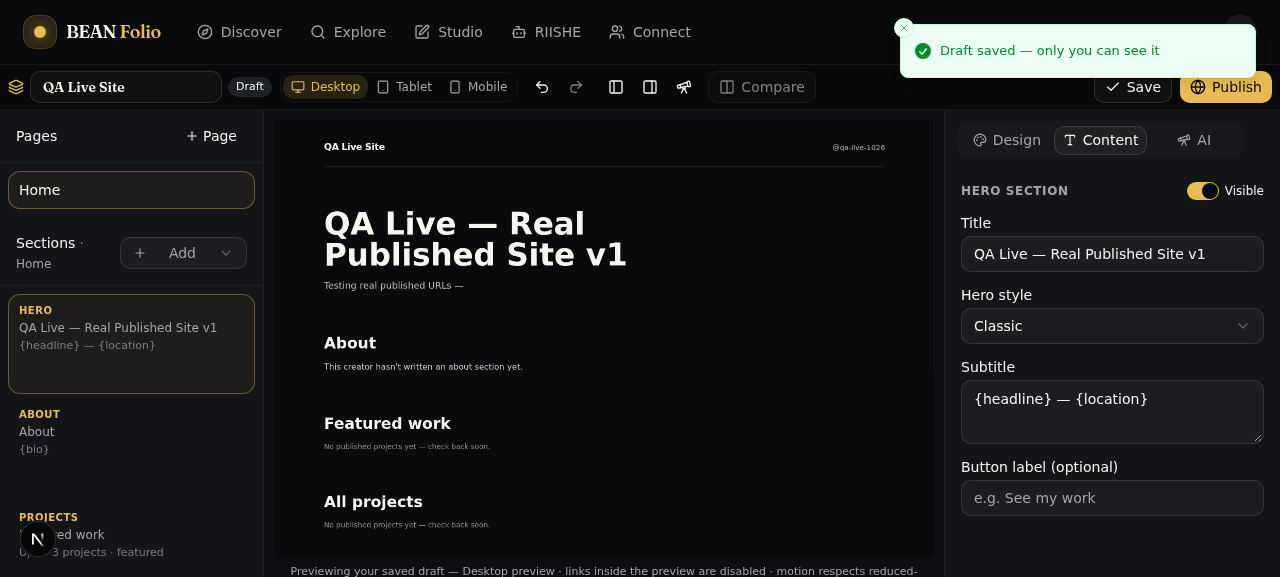 BEAN Folio
Discover
Explore
Studio
RIISHE
Connect
Draft saved — only you can see it
QA Live Site
Draft
Desktop
Tablet
Mobile
Compare
Save
Publish
Pages
+ Page
Home
Sections ·
Home
+ Add
HERO
QA Live — Real Published Site v1
{headline} — {location}
ABOUT
About
{bio}
PROJECTS
red work
3 projects · featured
N
QA Live Site
@qa-live-1026
QA Live — Real
Published Site v1
Testing real published URLs —
About
This creator hasn't written an about section yet.
Featured work
No published projects yet — check back soon.
All projects
No published projects yet — check back soon.
Previewing your saved draft — Desktop preview · links inside the preview are disabled · motion respects reduced-
Design
Content
AI
HERO SECTION
Visible
Title
QA Live — Real Published Site v1
Hero style
Classic
Subtitle
{headline} — {location}
Button label (optional)
e.g. See my work